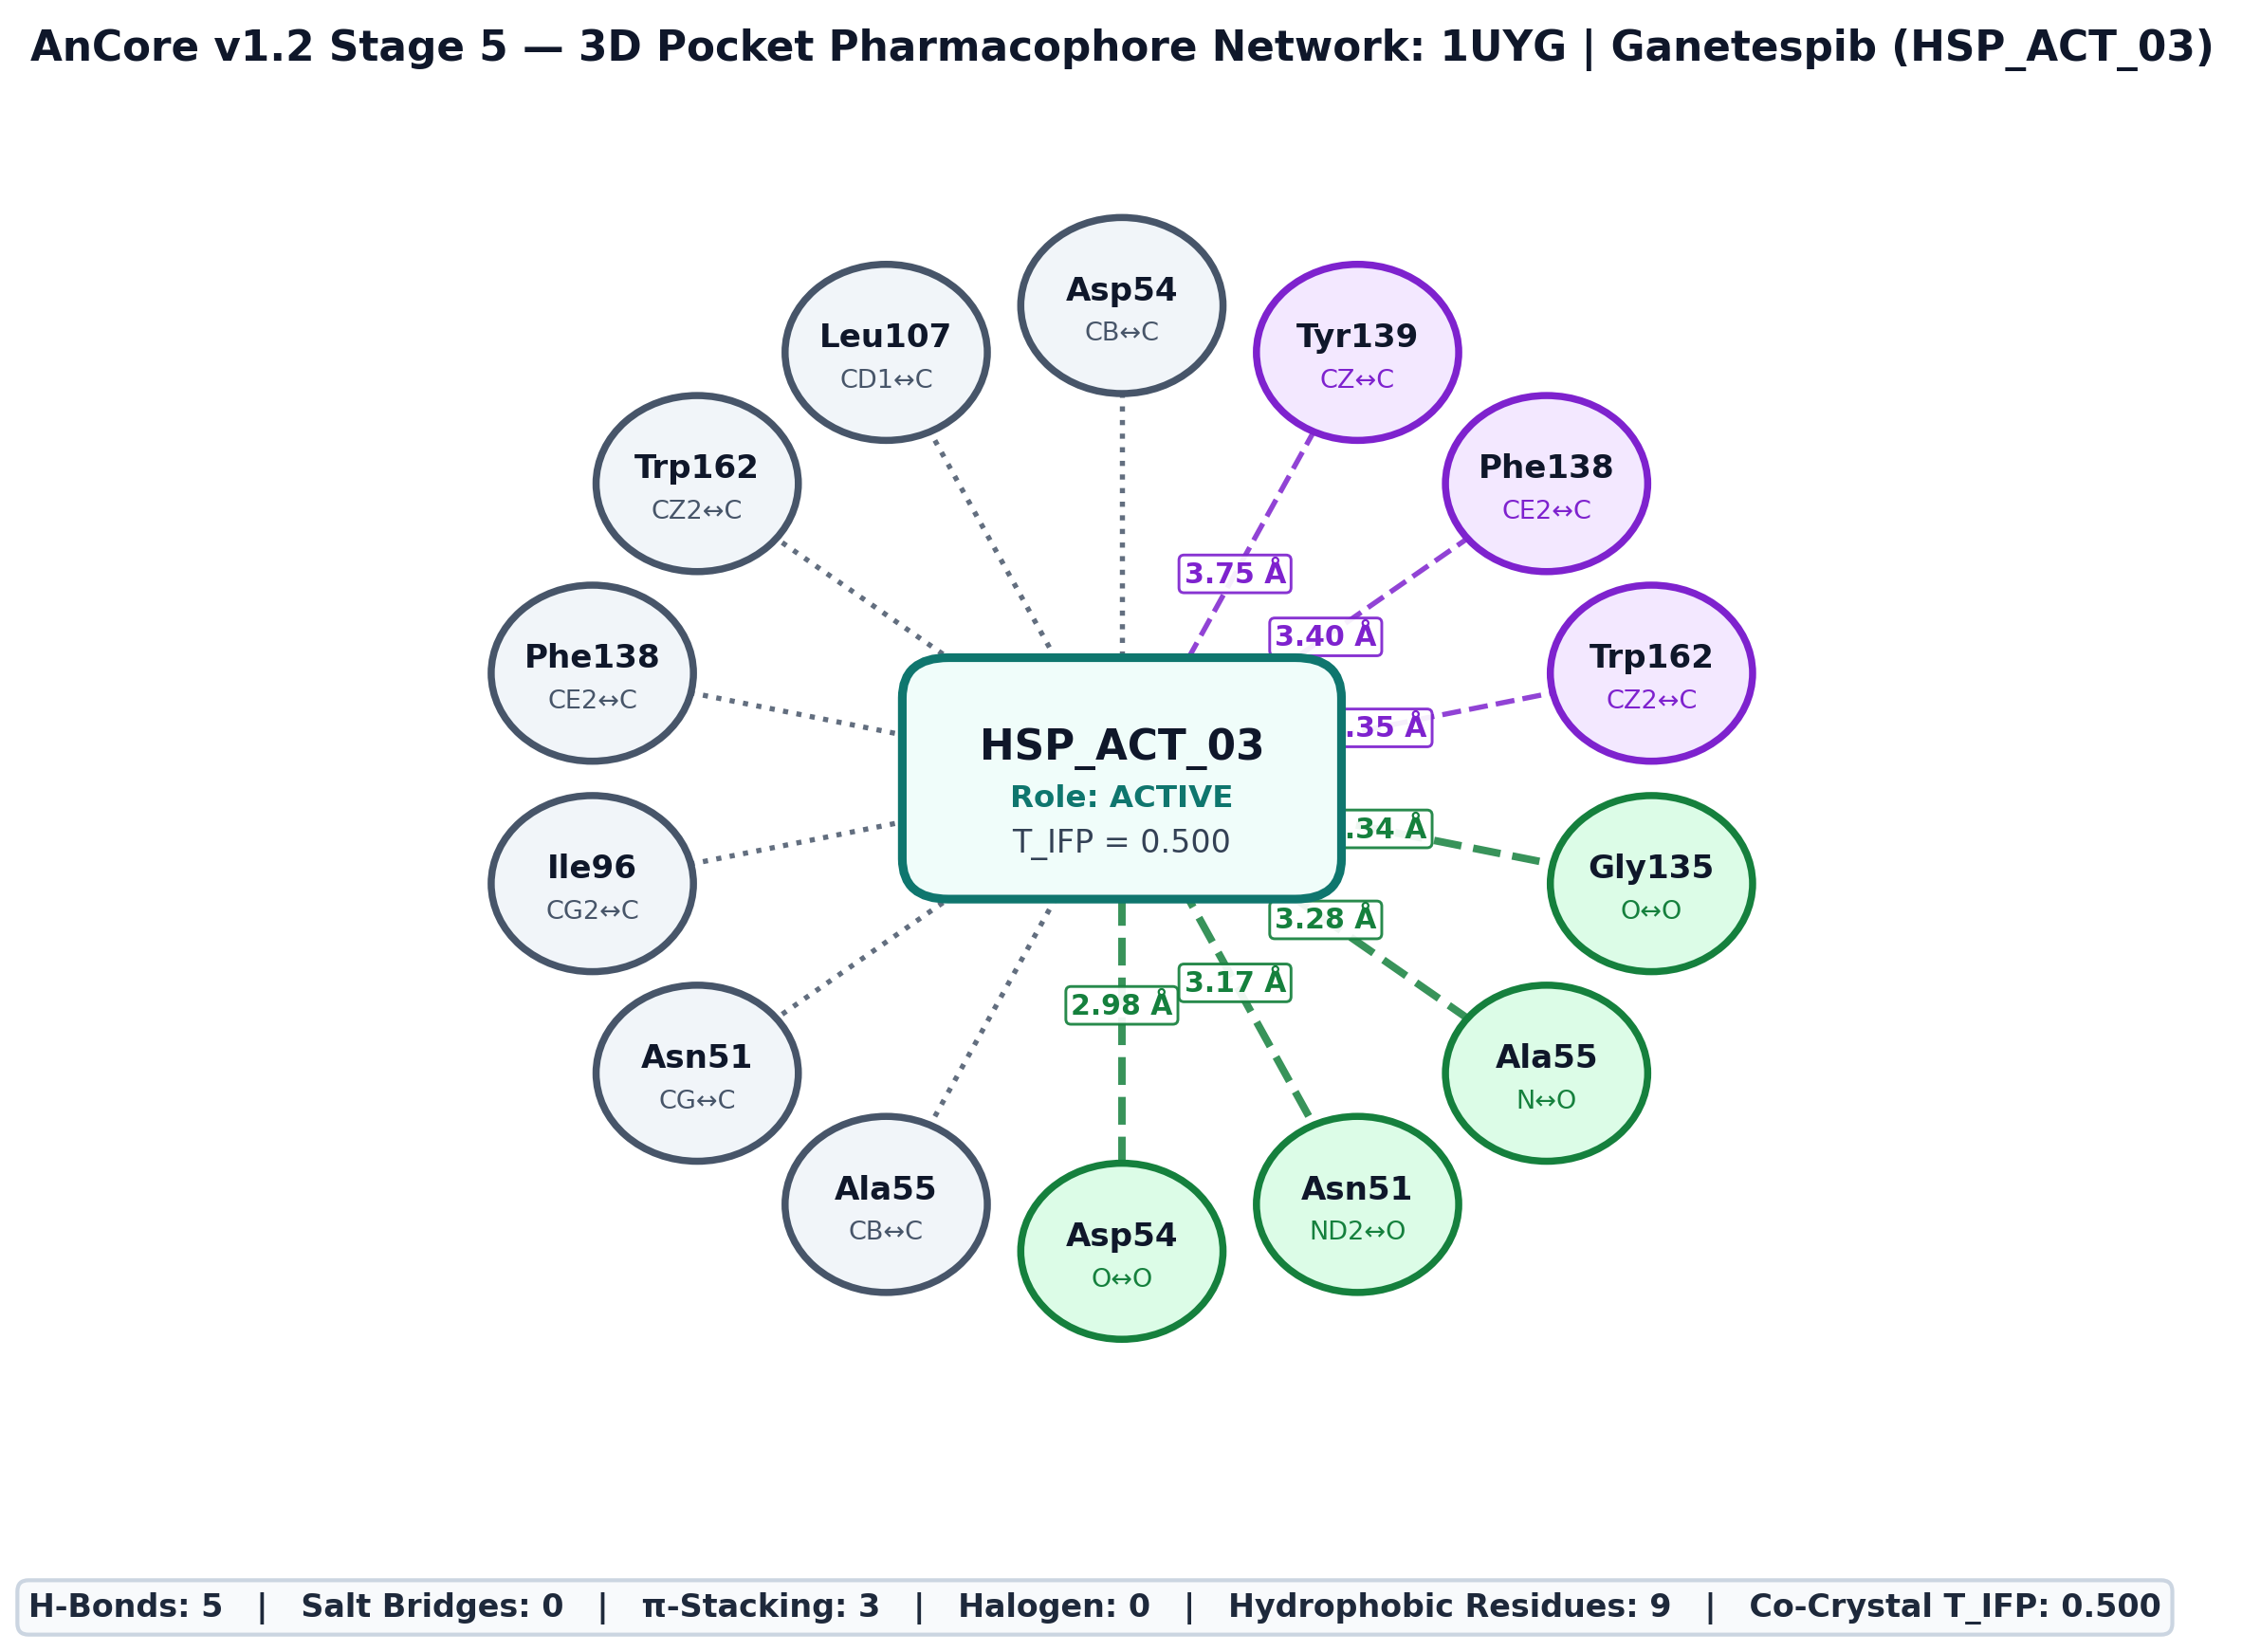 AnCore v1.2 Stage 5 — 3D Pocket Pharmacophore Network: 1UYG | Ganetespib (HSP_ACT_03)
Asp54
CB↔C
Leu107
CD1↔C
Tyr139
CZ↔C
Trp162
CZ2↔C
Phe138
CE2↔C
3.75 Å
3.40 Å
Phe138
CE2↔C
Trp162
CZ2↔C
.35 Å
HSP_ACT_03
Role: ACTIVE
T_IFP = 0.500
.34 Å
Ile96
CG2↔C
Gly135
O↔O
3.28 Å
3.17 Å
2.98 Å
Asn51
CG↔C
Ala55
N↔O
Ala55
CB↔C
Asn51
ND2↔O
Asp54
O↔O
H-Bonds: 5 | Salt Bridges: 0 | π-Stacking: 3 | Halogen: 0 | Hydrophobic Residues: 9 | Co-Crystal T_IFP: 0.500